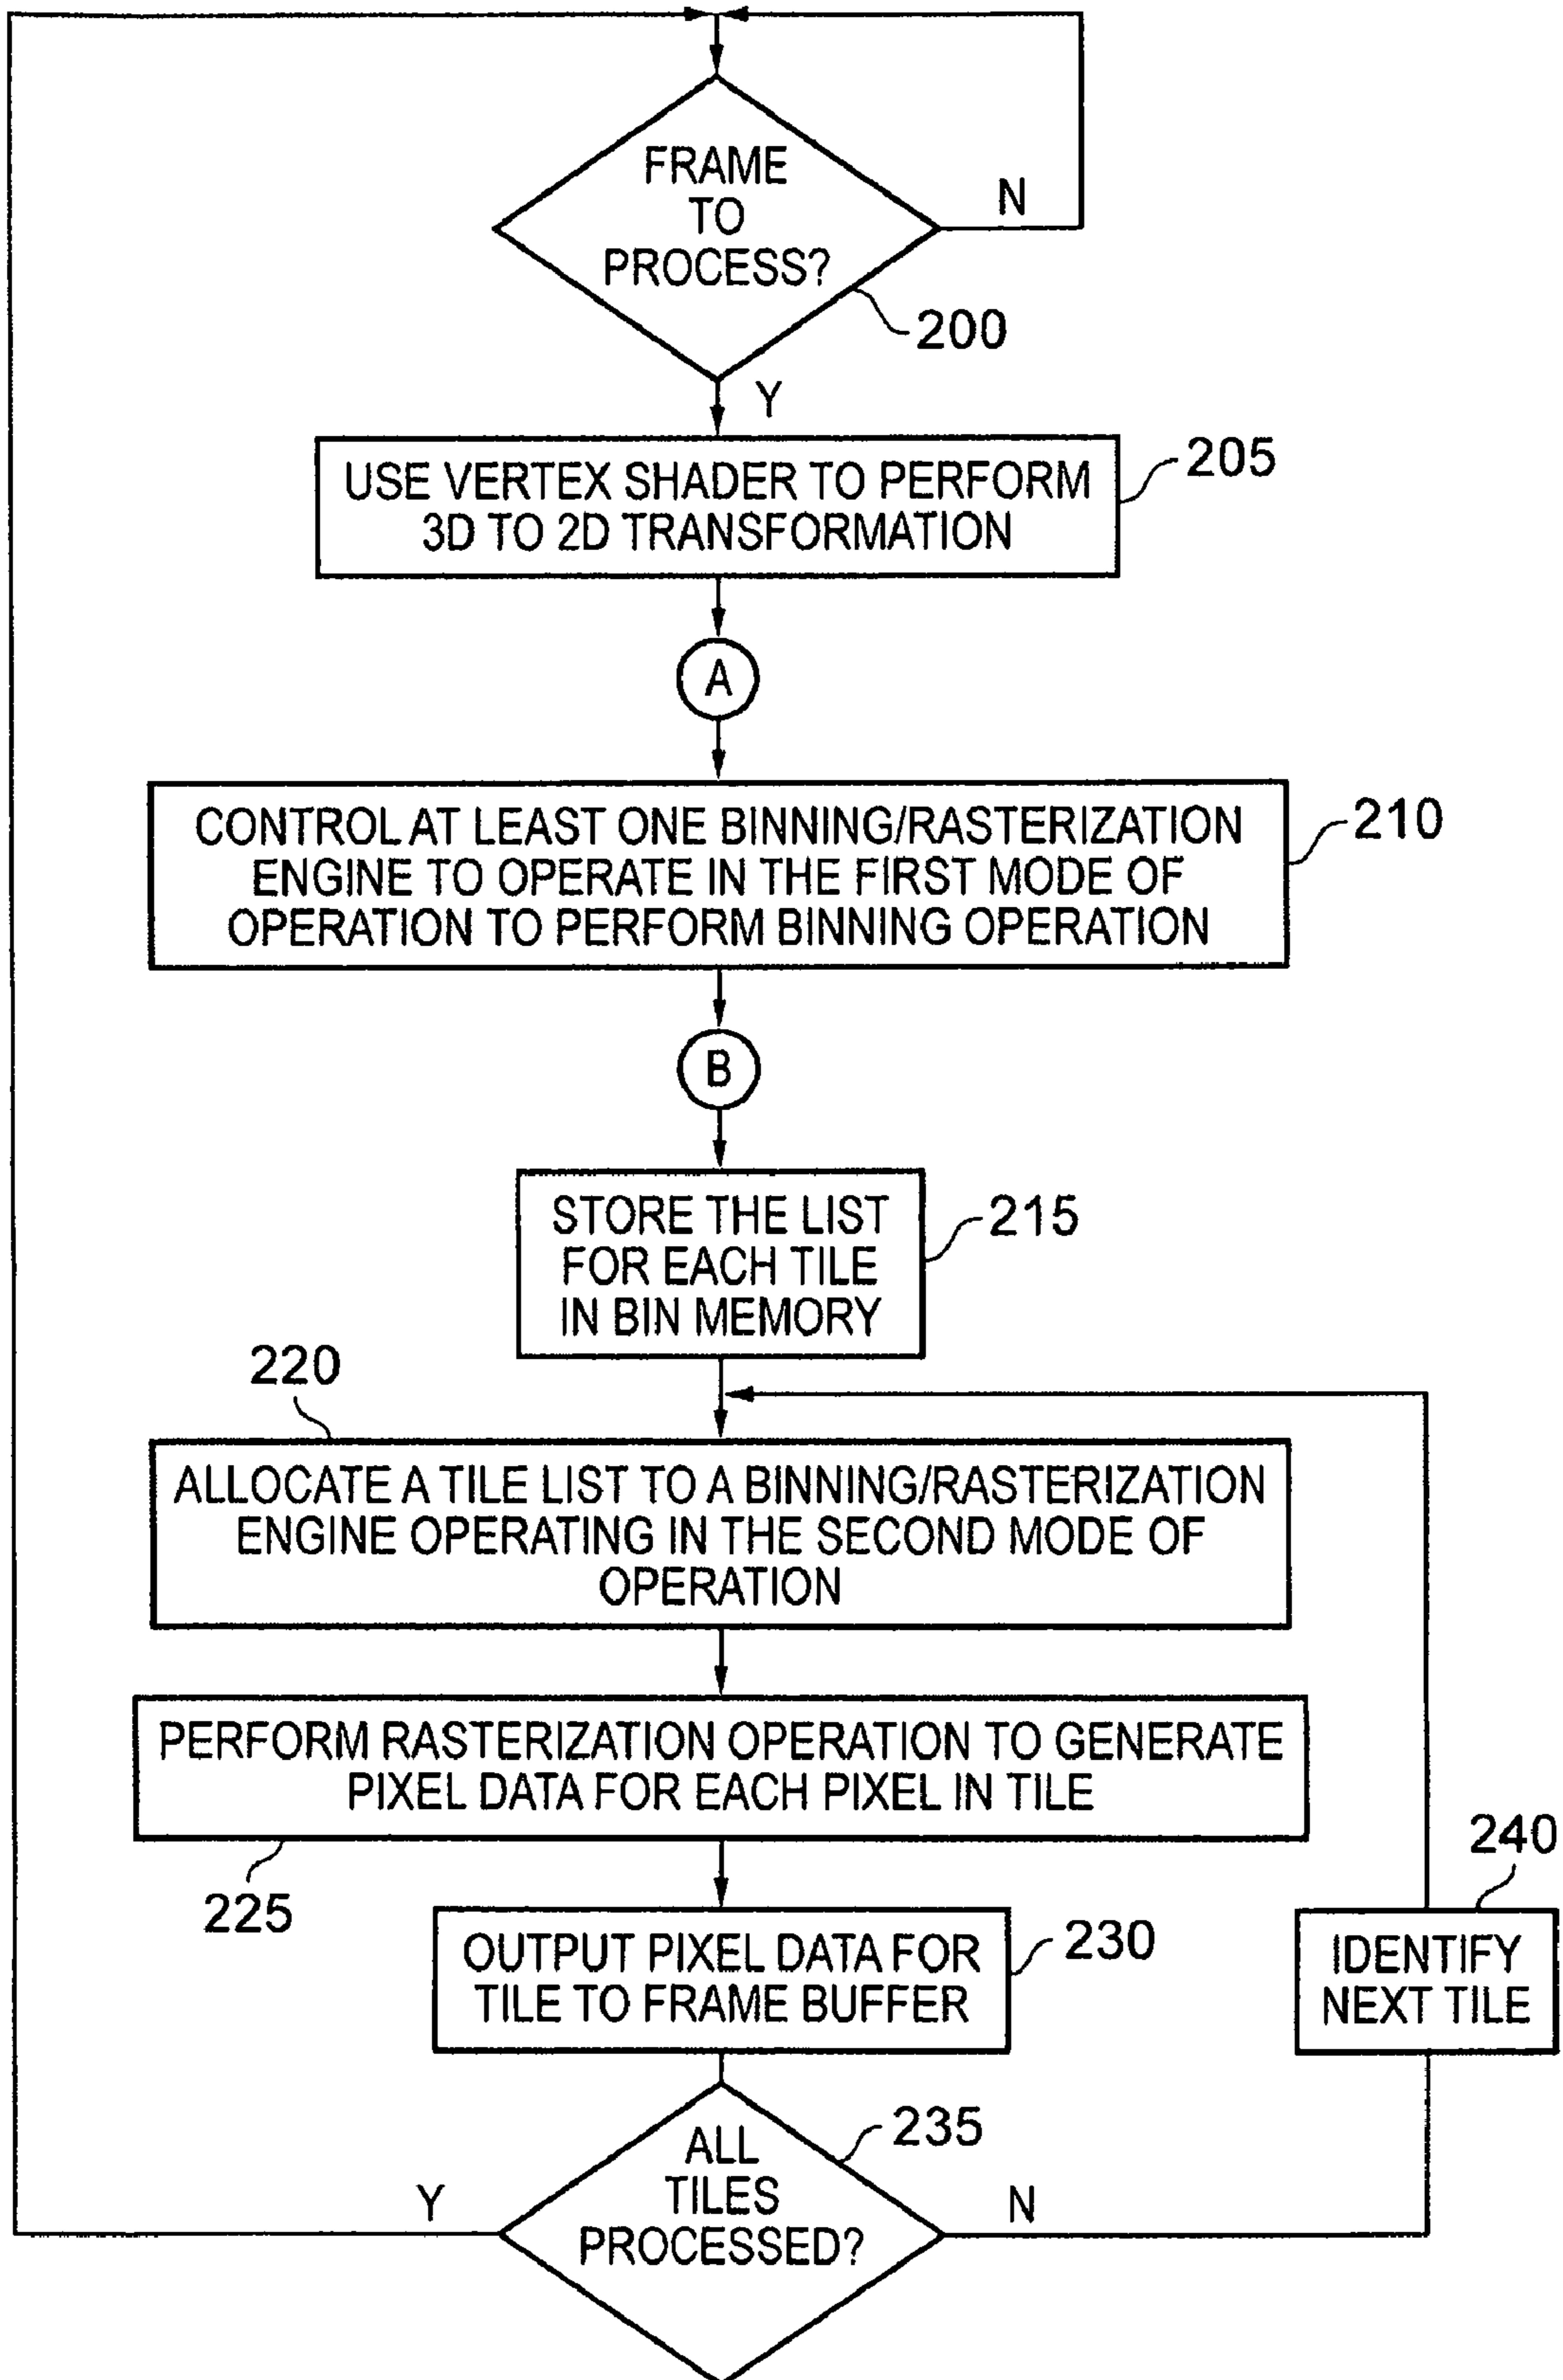 FRAME
TO
PROCESS?
N
200
Y
USE VERTEX SHADER TO PERFORM
3D TO 2D TRANSFORMATION
205
A
CONTROL AT LEAST ONE BINNING/RASTERIZATION
ENGINE TO OPERATE IN THE FIRST MODE OF
OPERATION TO PERFORM BINNING OPERATION
210
B
STORE THE LIST
FOR EACH TILE
IN BIN MEMORY
215
220
ALLOCATE A TILE LIST TO A BINNING/RASTERIZATION
ENGINE OPERATING IN THE SECOND MODE OF
OPERATION
PERFORM RASTERIZATION OPERATION TO GENERATE
PIXEL DATA FOR EACH PIXEL IN TILE
225
OUTPUT PIXEL DATA FOR
TILE TO FRAME BUFFER
230
240
IDENTIFY
NEXT TILE
ALL
TILES
PROCESSED?
235
Y
N